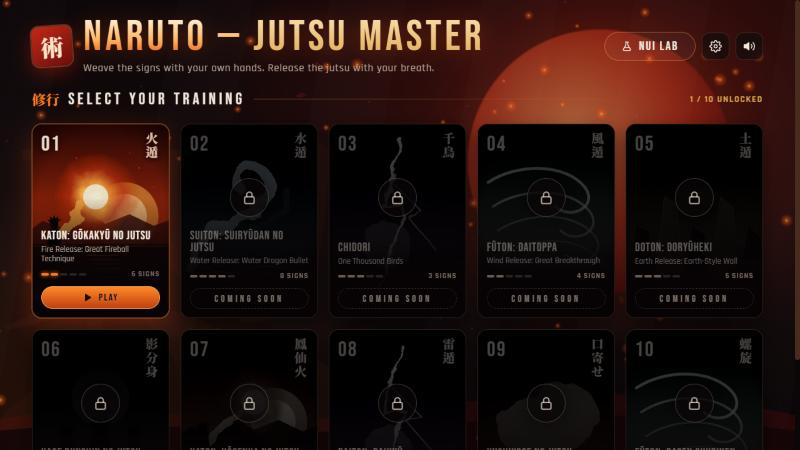 術
NARUTO — JUTSU MASTER
Weave the signs with your own hands. Release the jutsu with your breath.
NUI LAB
修行 SELECT YOUR TRAINING
1 / 10 UNLOCKED
01
火遁
KATON: GŌKAKYŪ NO JUTSU
Fire Release: Great Fireball
Technique
5 SIGNS
PLAY
02
水遁
SUITON: SUIRYŪDAN NO
JUTSU
Water Release: Water Dragon Bullet
8 SIGNS
COMING SOON
03
千鳥
CHIDORI
One Thousand Birds
3 SIGNS
COMING SOON
04
風遁
FŪTON: DAITOPPA
Wind Release: Great Breakthrough
4 SIGNS
COMING SOON
05
土遁
DOTON: DORYŪHEKI
Earth Release: Earth-Style Wall
5 SIGNS
COMING SOON
06
影分身
07
鳳仙火
08
雷遁
09
口寄せ
10
螺旋